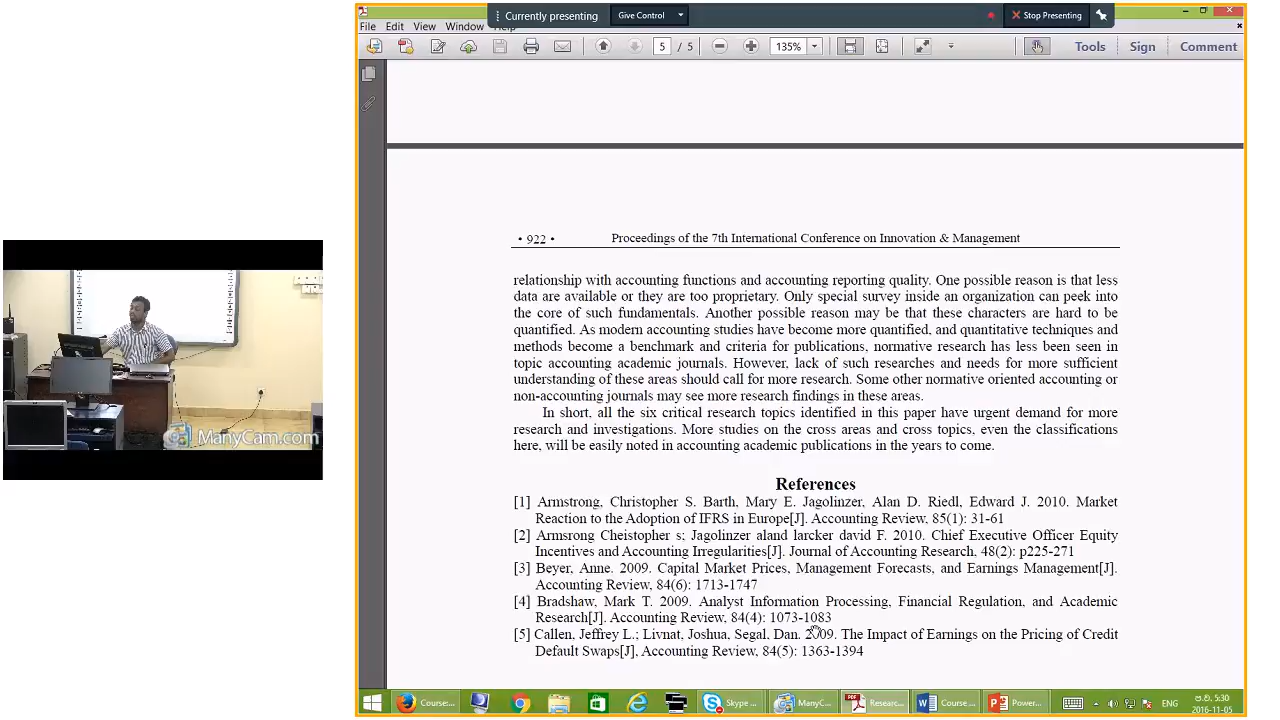 Currently presenting
Give Control
Stop Presenting
File Edit View Window Help
5 / 5
135%
Tools Sign Comment
• 922 • Proceedings of the 7th International Conference on Innovation & Management
relationship with accounting functions and accounting reporting quality. One possible reason is that less
data are available or they are too proprietary. Only special survey inside an organization can peek into
the core of such fundamentals. Another possible reason may be that these characters are hard to be
quantified. As modern accounting studies have become more quantified, and quantitative techniques and
methods become a benchmark and criteria for publications, normative research has less been seen in
topic accounting academic journals. However, lack of such researches and needs for more sufficient
understanding of these areas should call for more research. Some other normative oriented accounting or
non-accounting journals may see more research findings in these areas.
In short, all the six critical research topics identified in this paper have urgent demand for more
research and investigations. More studies on the cross areas and cross topics, even the classifications
here, will be easily noted in accounting academic publications in the years to come.
References
[1] Armstrong, Christopher S. Barth, Mary E. Jagolinzer, Alan D. Riedl, Edward J. 2010. Market
Reaction to the Adoption of IFRS in Europe[J]. Accounting Review, 85(1): 31-61
[2] Armsrong Cheistopher s; Jagolinzer aland larcker david F. 2010. Chief Executive Officer Equity
Incentives and Accounting Irregularities[J]. Journal of Accounting Research, 48(2): p225-271
[3] Beyer, Anne. 2009. Capital Market Prices, Management Forecasts, and Earnings Management[J].
Accounting Review, 84(6): 1713-1747
[4] Bradshaw, Mark T. 2009. Analyst Information Processing, Financial Regulation, and Academic
Research[J]. Accounting Review, 84(4): 1073-1083
[5] Callen, Jeffrey L.; Livnat, Joshua, Segal, Dan. 2009. The Impact of Earnings on the Pricing of Credit
Default Swaps[J], Accounting Review, 84(5): 1363-1394
ManyCam.com
Course:
Skype ...
ManyC...
Researc...
Course ...
Power...
ENG
5:30
2016-11-05